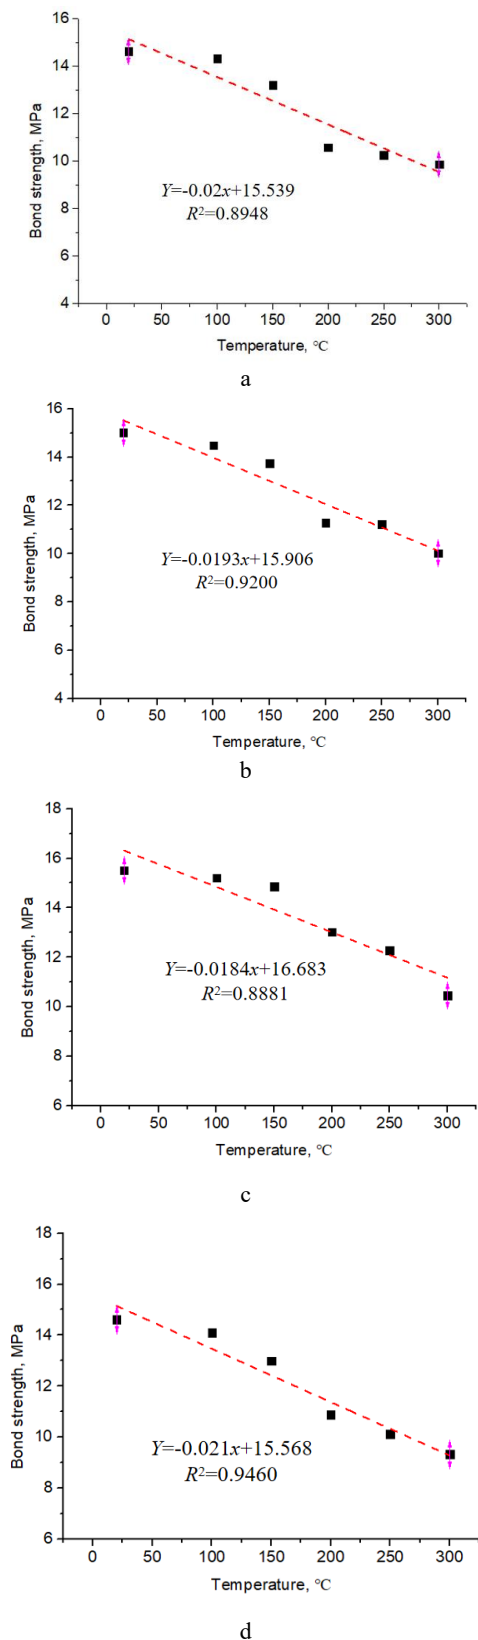 16
14
12
10
8
6
4
Bond strength, MPa
Y=-0.02x+15.539
R²=0.8948
0 50 100 150 200 250 300
Temperature, °C
a
16
14
12
10
8
6
4
Bond strength, MPa
Y=-0.0193x+15.906
R²=0.9200
0 50 100 150 200 250 300
Temperature, °C
b
18
16
14
12
10
8
6
Bond strength, MPa
Y=-0.0184x+16.683
R²=0.8881
0 50 100 150 200 250 300
Temperature, °C
c
18
16
14
12
10
8
6
Bond strength, MPa
Y=-0.021x+15.568
R²=0.9460
0 50 100 150 200 250 300
Temperature, °C
d